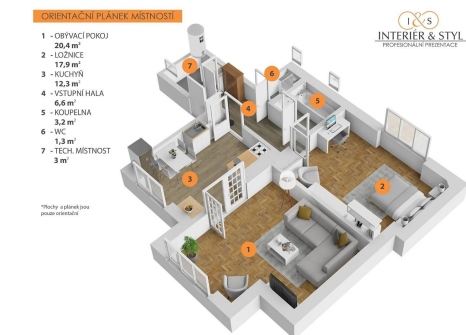 ORIENTAČNÍ PLÁNEK MÍSTNOSTÍ
I&S
INTERIÉR & STYL
PROFESIONÁLNÍ PREZENTACE
1 - OBÝVACÍ POKOJ
20,4 m²
2 - LOŽNICE
17,9 m²
3 - KUCHYŇ
12,3 m²
4 - VSTUPNÍ HALA
6,6 m²
5 - KOUPELNA
3,2 m²
6 - WC
1,3 m²
7 - TECH. MÍSTNOST
3 m²
*Plochy a plánek jsou
pouze orientační
7
6
4
5
3
2
1